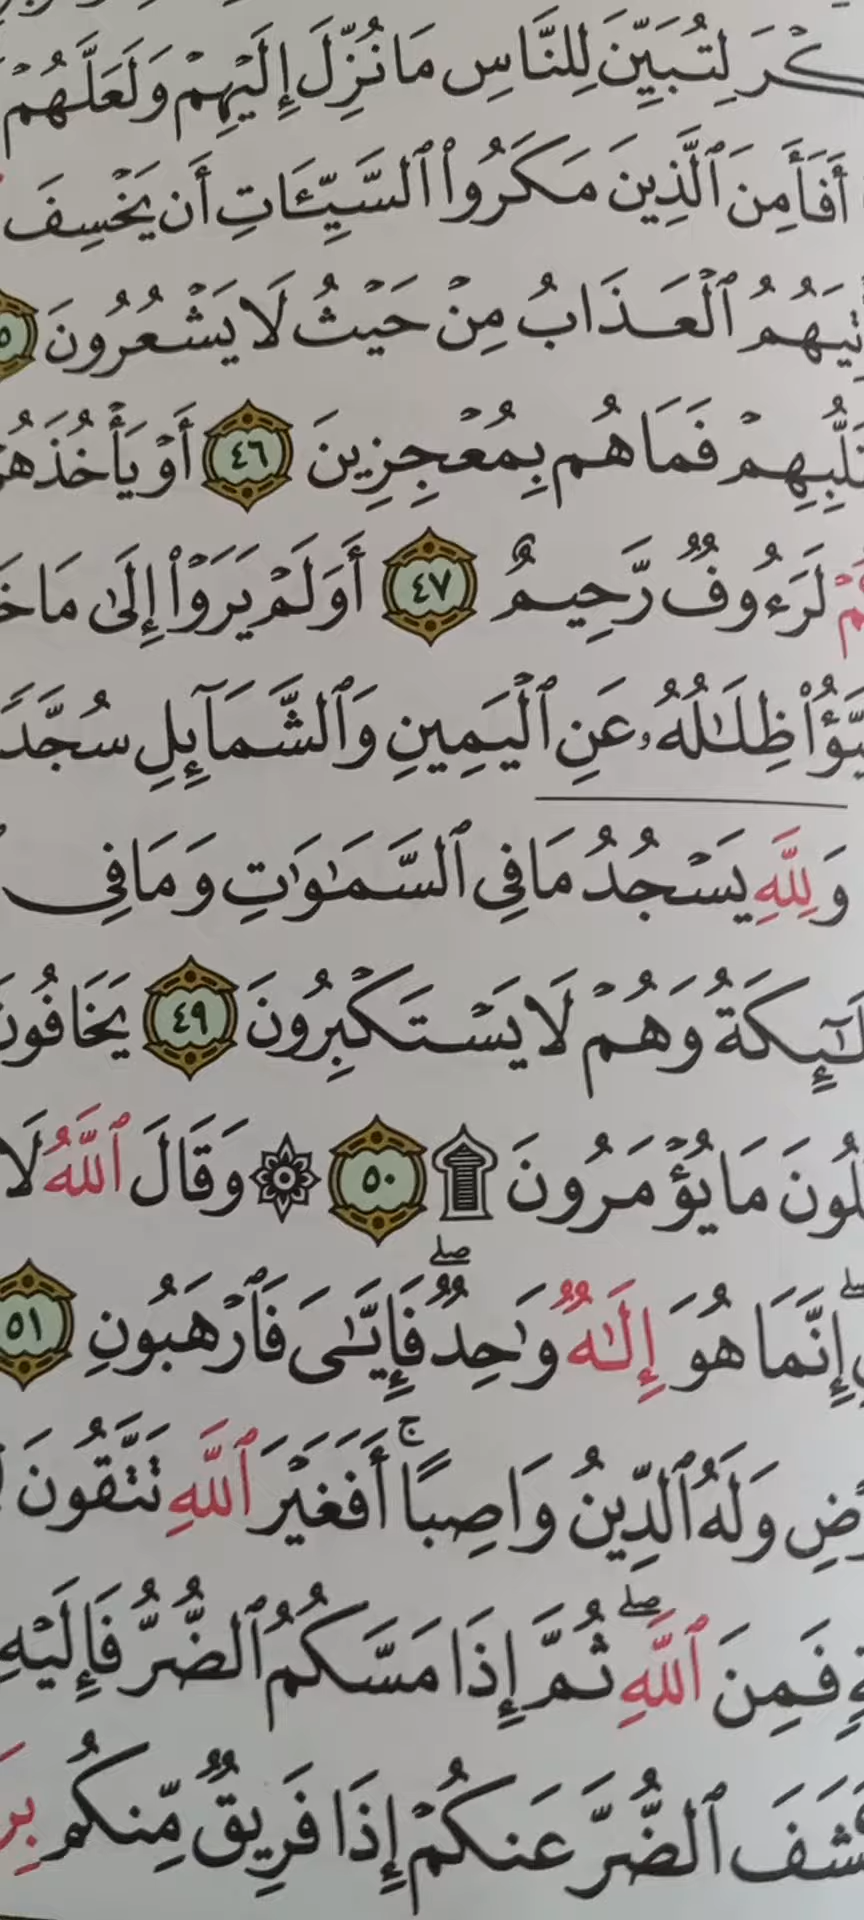 لِتُبَيِّنَ لِلنَّاسِ مَا نُزِّلَ إِلَيْهِمْ وَلَعَلَّهُمْ
أَفَأَمِنَ ٱلَّذِينَ مَكَرُوا۟ ٱلسَّيِّـَٔاتِ أَن يَخْسِفَ
ٱلْعَذَابُ مِنْ حَيْثُ لَا يَشْعُرُونَ
فَمَا هُم بِمُعْجِزِينَ ٤٦ أَوْ يَأْخُذَهُمْ
لَرَءُوفٌ رَّحِيمٌ ٤٧ أَوَلَمْ يَرَوْا۟ إِلَىٰ مَا
ظِلَـٰلُهُۥ عَنِ ٱلْيَمِينِ وَٱلشَّمَآئِلِ سُجَّدًا
وَلِلَّهِ يَسْجُدُ مَا فِى ٱلسَّمَـٰوَٰتِ وَمَا فِى
وَهُمْ لَا يَسْتَكْبِرُونَ ٤٩ يَخَافُونَ
مَا يُؤْمَرُونَ ۩ ٥٠ ۞ وَقَالَ ٱللَّهُ لَا
إِنَّمَا هُوَ إِلَـٰهٌ وَٰحِدٌ ۖ فَإِيَّـٰىَ فَٱرْهَبُونِ ٥١
وَلَهُ ٱلدِّينُ وَاصِبًا ۚ أَفَغَيْرَ ٱللَّهِ تَتَّقُونَ
فَمِنَ ٱللَّهِ ۖ ثُمَّ إِذَا مَسَّكُمُ ٱلضُّرُّ فَإِلَيْهِ
ٱلضُّرَّ عَنكُمْ إِذَا فَرِيقٌ مِّنكُم